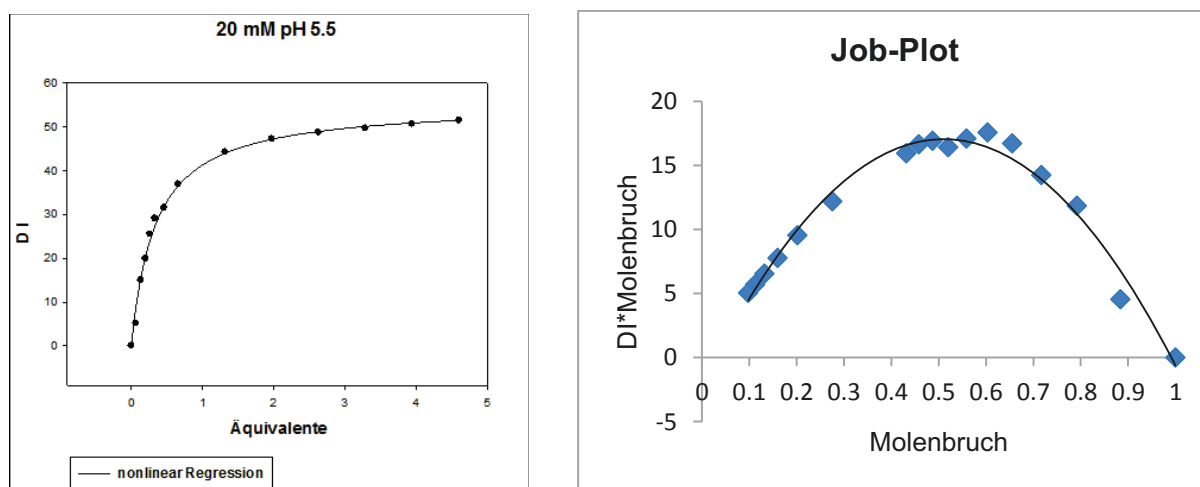 20 mM pH 5.5
60
50
40
30
20
10
0
D I
0 1 2 3 4 5
Äquivalente
nonlinear Regression
Job-Plot
20
15
10
5
0
-5
DI*Molenbruch
0 0.1 0.2 0.3 0.4 0.5 0.6 0.7 0.8 0.9 1
Molenbruch